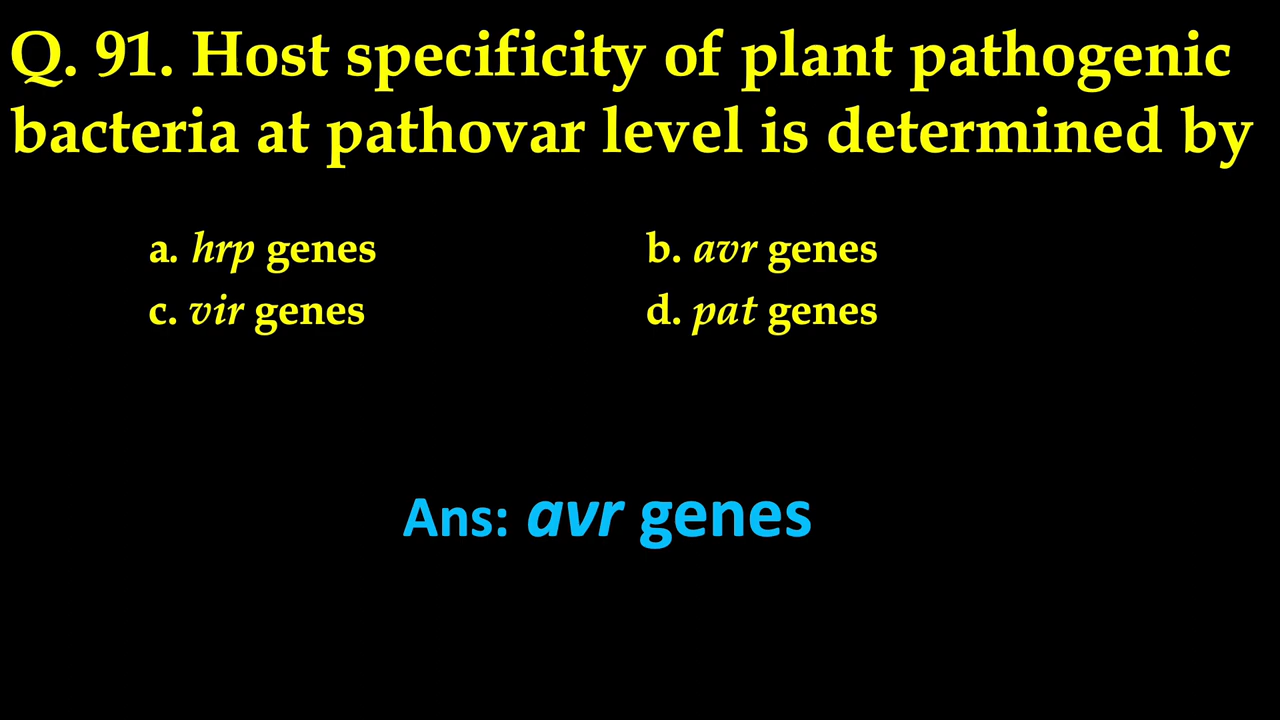 Q. 91. Host specificity of plant pathogenic
bacteria at pathovar level is determined by
a. hrp genes
b. avr genes
c. vir genes
d. pat genes
Ans: avr genes